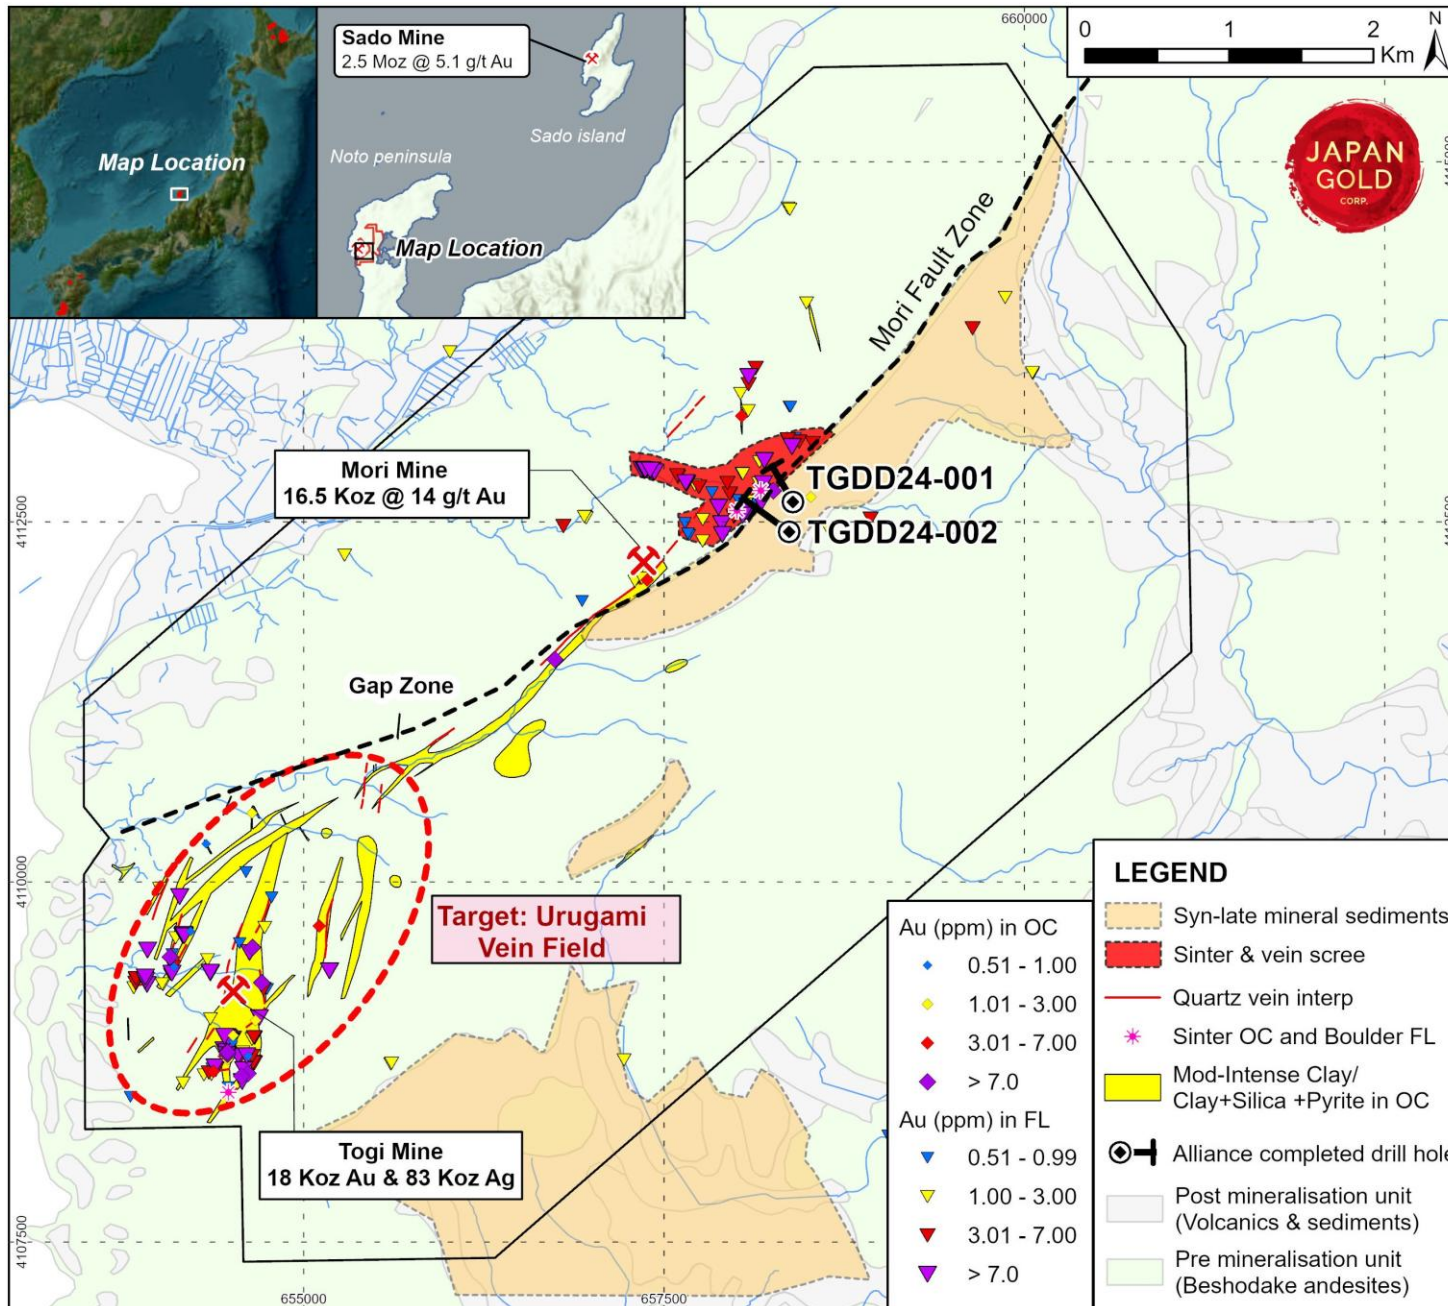 Sado Mine
2.5 Moz @ 5.1 g/t Au
Sado island
Noto peninsula
Map Location
Map Location
660000
0 1 2
Km
N
JAPAN
GOLD
CORP.
Mori Fault Zone
Mori Mine
16.5 Koz @ 14 g/t Au
TGDD24-001
TGDD24-002
4112500
Gap Zone
4110000
Target: Urugami
Vein Field
Togi Mine
18 Koz Au & 83 Koz Ag
4107500
655000
657500
Au (ppm) in OC
0.51 - 1.00
1.01 - 3.00
3.01 - 7.00
> 7.0
Au (ppm) in FL
0.51 - 0.99
1.00 - 3.00
3.01 - 7.00
> 7.0
LEGEND
Syn-late mineral sediments
Sinter & vein scree
Quartz vein interp
Sinter OC and Boulder FL
Mod-Intense Clay/
Clay+Silica +Pyrite in OC
Alliance completed drill hole
Post mineralisation unit
(Volcanics & sediments)
Pre mineralisation unit
(Beshodake andesites)